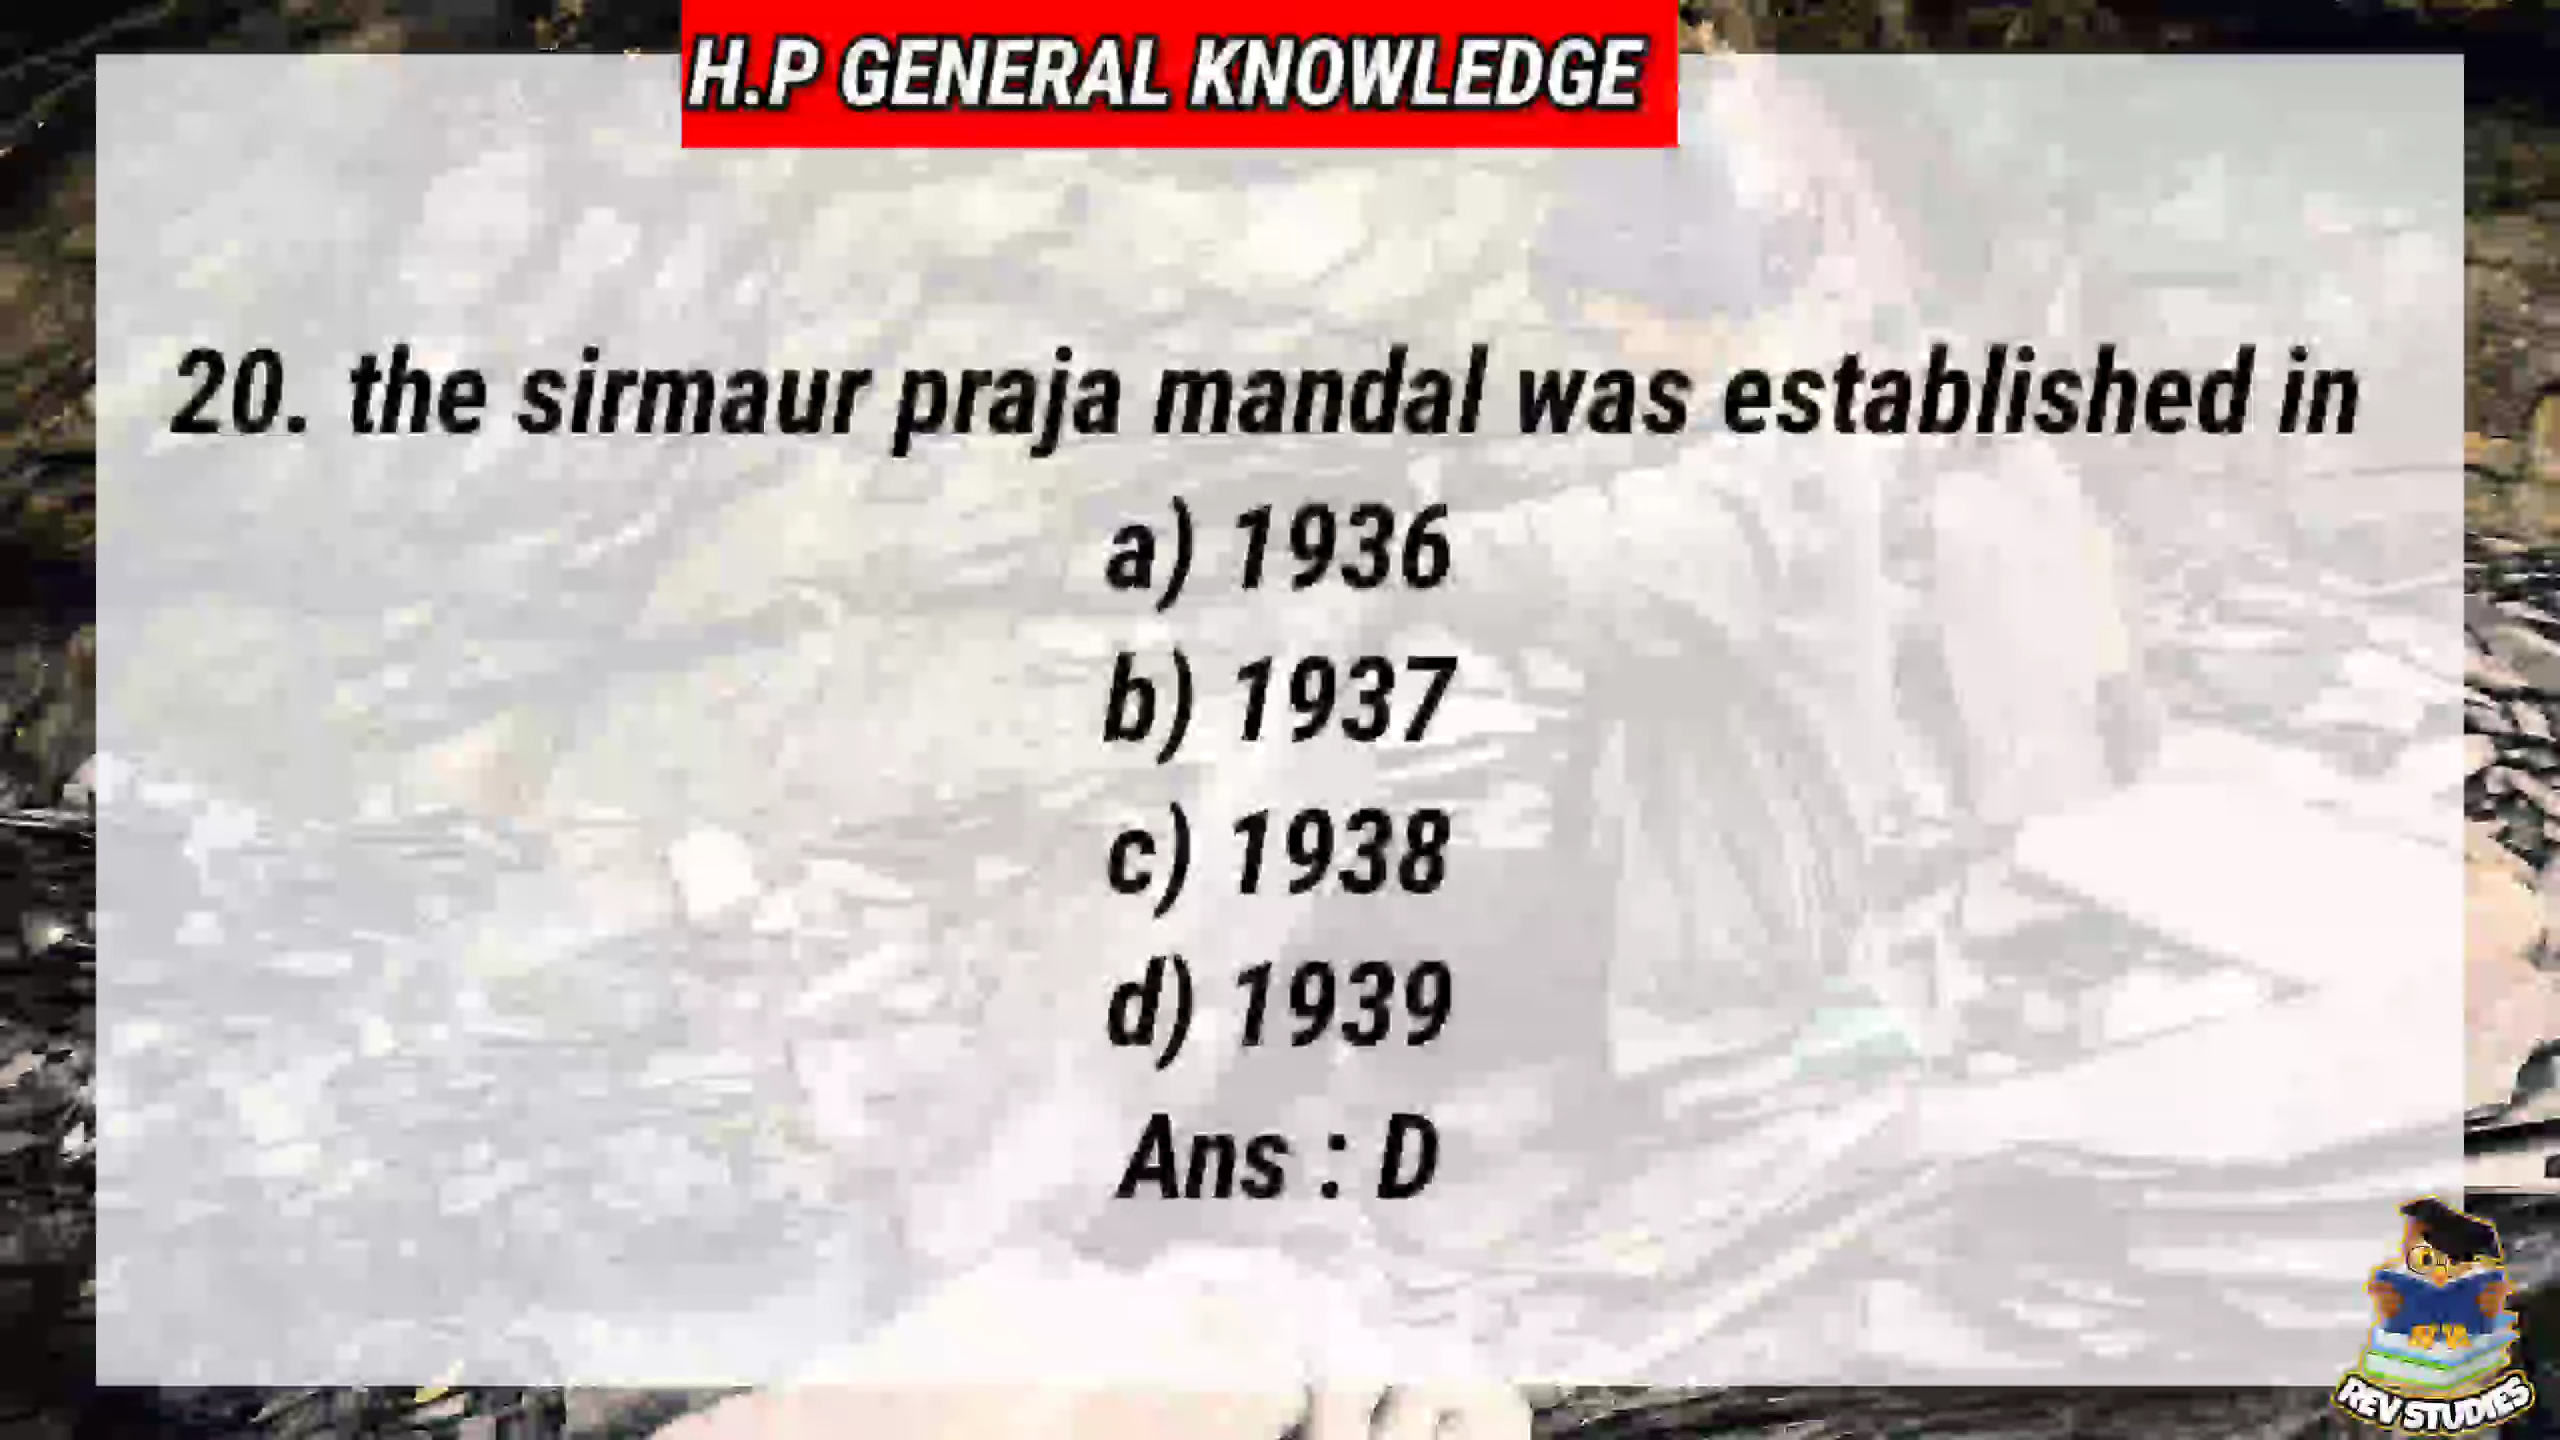 H.P GENERAL KNOWLEDGE
20. the sirmaur praja mandal was established in
a) 1936
b) 1937
c) 1938
d) 1939
Ans : D
REV STUDIES